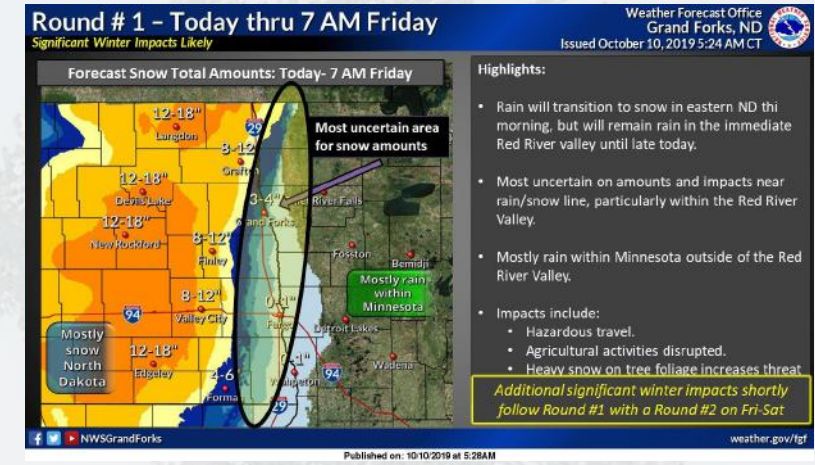 Round # 1 – Today thru 7 AM Friday
Significant Winter Impacts Likely
Weather Forecast Office
Grand Forks, ND
Issued October 10, 2019 5:24 AM CT
Forecast Snow Total Amounts: Today- 7 AM Friday
12-18"
Langdon
29
8-12"
Grafton
Most uncertain area
for snow amounts
12-18"
Devils Lake
3-4"
Grand Forks
River Falls
12-18"
New Rockford
8-12"
Finley
Fosston
Bemidji
Mostly rain
within
Minnesota
8-12"
0-1"
94
Valley City
Fargo
Detroit Lakes
Mostly
snow
North
Dakota
12-18"
Edgeley
4-6
Forma
0-1"
Wahpeton
94
Wadena
29
Highlights:
• Rain will transition to snow in eastern ND thi
morning, but will remain rain in the immediate
Red River valley until late today.
• Most uncertain on amounts and impacts near
rain/snow line, particularly within the Red River
Valley.
• Mostly rain within Minnesota outside of the Red
River Valley.
• Impacts include:
• Hazardous travel.
• Agricultural activities disrupted.
• Heavy snow on tree foliage increases threat
Additional significant winter impacts shortly
follow Round #1 with a Round #2 on Fri-Sat
NWSGrandForks
weather.gov/fgf
Published on: 10/10/2019 at 5:28AM